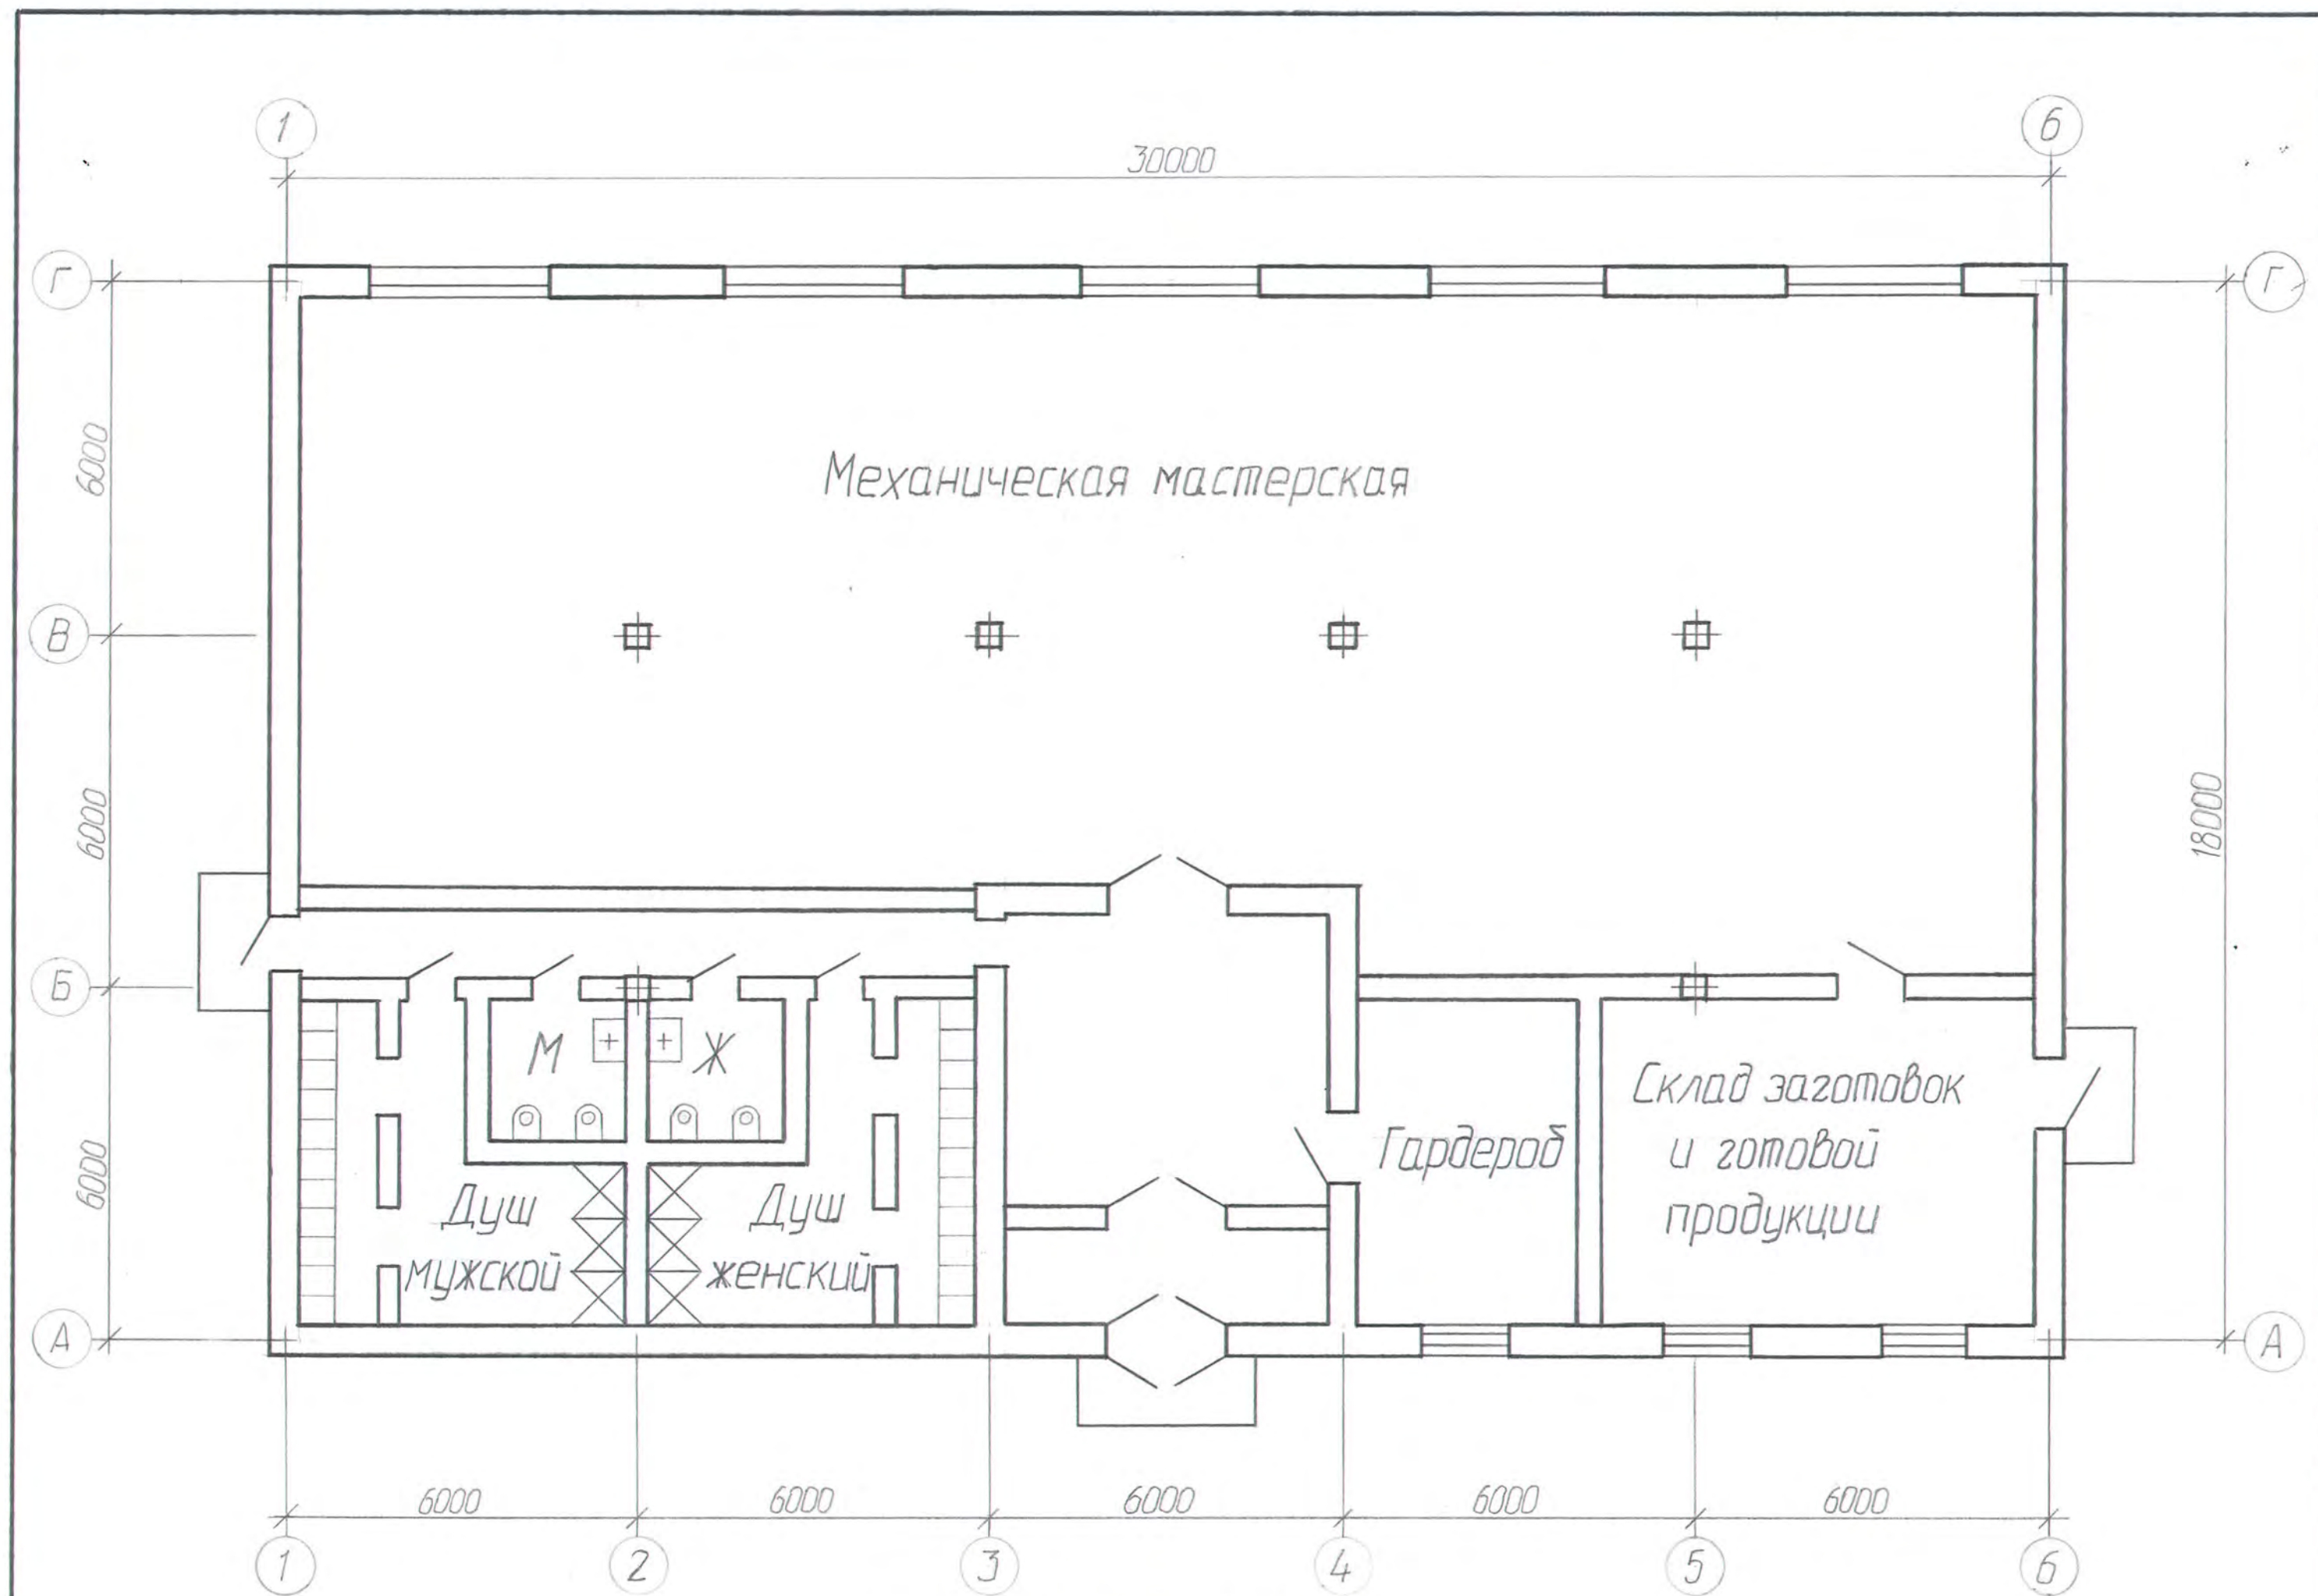 1
6
30000
Г
Г
6000
Механическая мастерская
В
6000
18000
Б
М
Ж
Склад заготовок
и готовой
продукции
Гардероб
6000
Душ
мужской
Душ
женский
А
А
6000
6000
6000
6000
6000
1
2
3
4
5
6